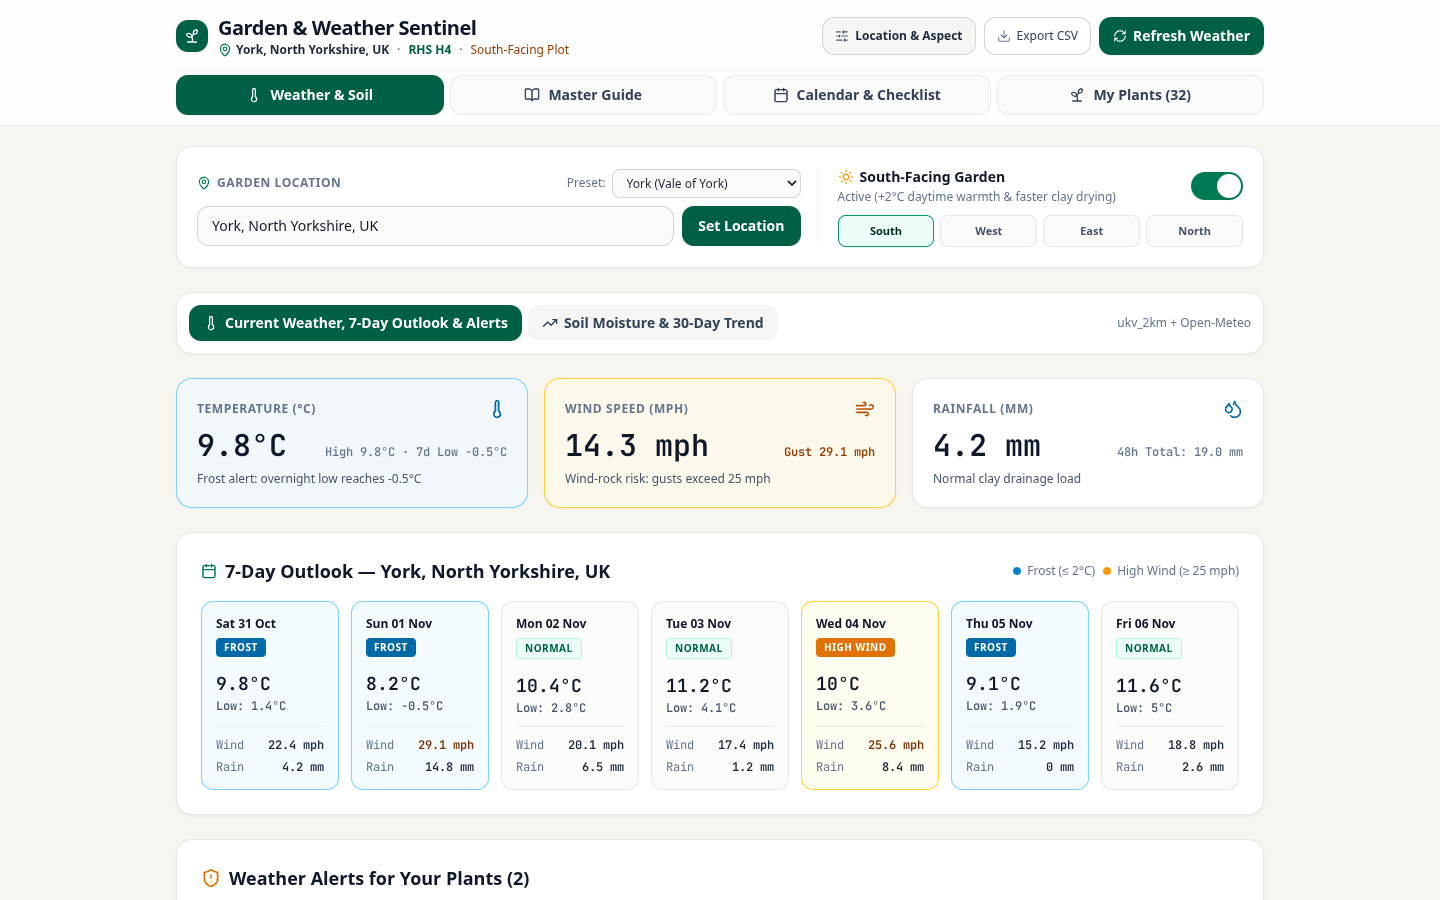 Garden & Weather Sentinel
York, North Yorkshire, UK · RHS H4 · South-Facing Plot
Location & Aspect
Export CSV
Refresh Weather
Weather & Soil
Master Guide
Calendar & Checklist
My Plants (32)
GARDEN LOCATION
Preset:
York (Vale of York)
York, North Yorkshire, UK
Set Location
South-Facing Garden
Active (+2°C daytime warmth & faster clay drying)
South
West
East
North
Current Weather, 7-Day Outlook & Alerts
Soil Moisture & 30-Day Trend
ukv_2km + Open-Meteo
TEMPERATURE (°C)
9.8°C
High 9.8°C · 7d Low -0.5°C
Frost alert: overnight low reaches -0.5°C
WIND SPEED (MPH)
14.3 mph
Gust 29.1 mph
Wind-rock risk: gusts exceed 25 mph
RAINFALL (MM)
4.2 mm
48h Total: 19.0 mm
Normal clay drainage load
7-Day Outlook — York, North Yorkshire, UK
Frost (≤ 2°C)
High Wind (≥ 25 mph)
Sat 31 Oct
FROST
9.8°C
Low: 1.4°C
Wind 22.4 mph
Rain 4.2 mm
Sun 01 Nov
FROST
8.2°C
Low: -0.5°C
Wind 29.1 mph
Rain 14.8 mm
Mon 02 Nov
NORMAL
10.4°C
Low: 2.8°C
Wind 20.1 mph
Rain 6.5 mm
Tue 03 Nov
NORMAL
11.2°C
Low: 4.1°C
Wind 17.4 mph
Rain 1.2 mm
Wed 04 Nov
HIGH WIND
10°C
Low: 3.6°C
Wind 25.6 mph
Rain 8.4 mm
Thu 05 Nov
FROST
9.1°C
Low: 1.9°C
Wind 15.2 mph
Rain 0 mm
Fri 06 Nov
NORMAL
11.6°C
Low: 5°C
Wind 18.8 mph
Rain 2.6 mm
Weather Alerts for Your Plants (2)